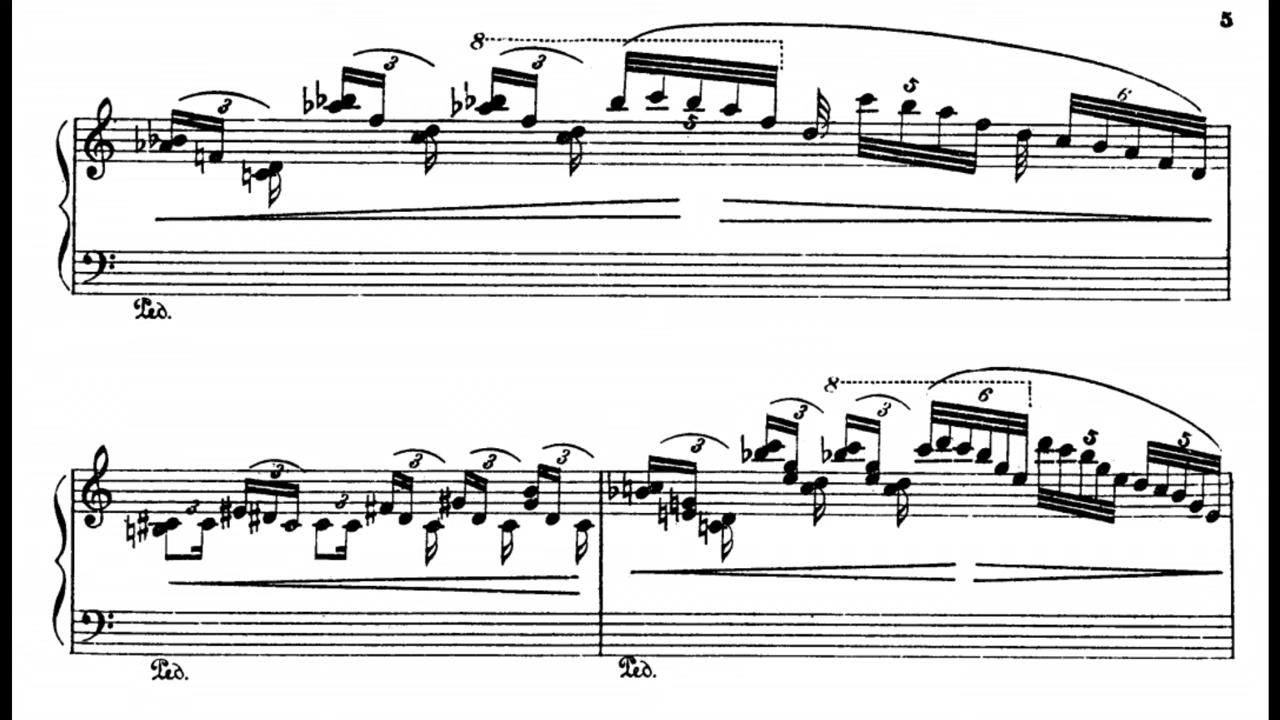 5
8
3 3 3
5 5 6
Ped.
8
3 3 3 3 3 3
3 3 3 6 5 5
Ped. Ped.